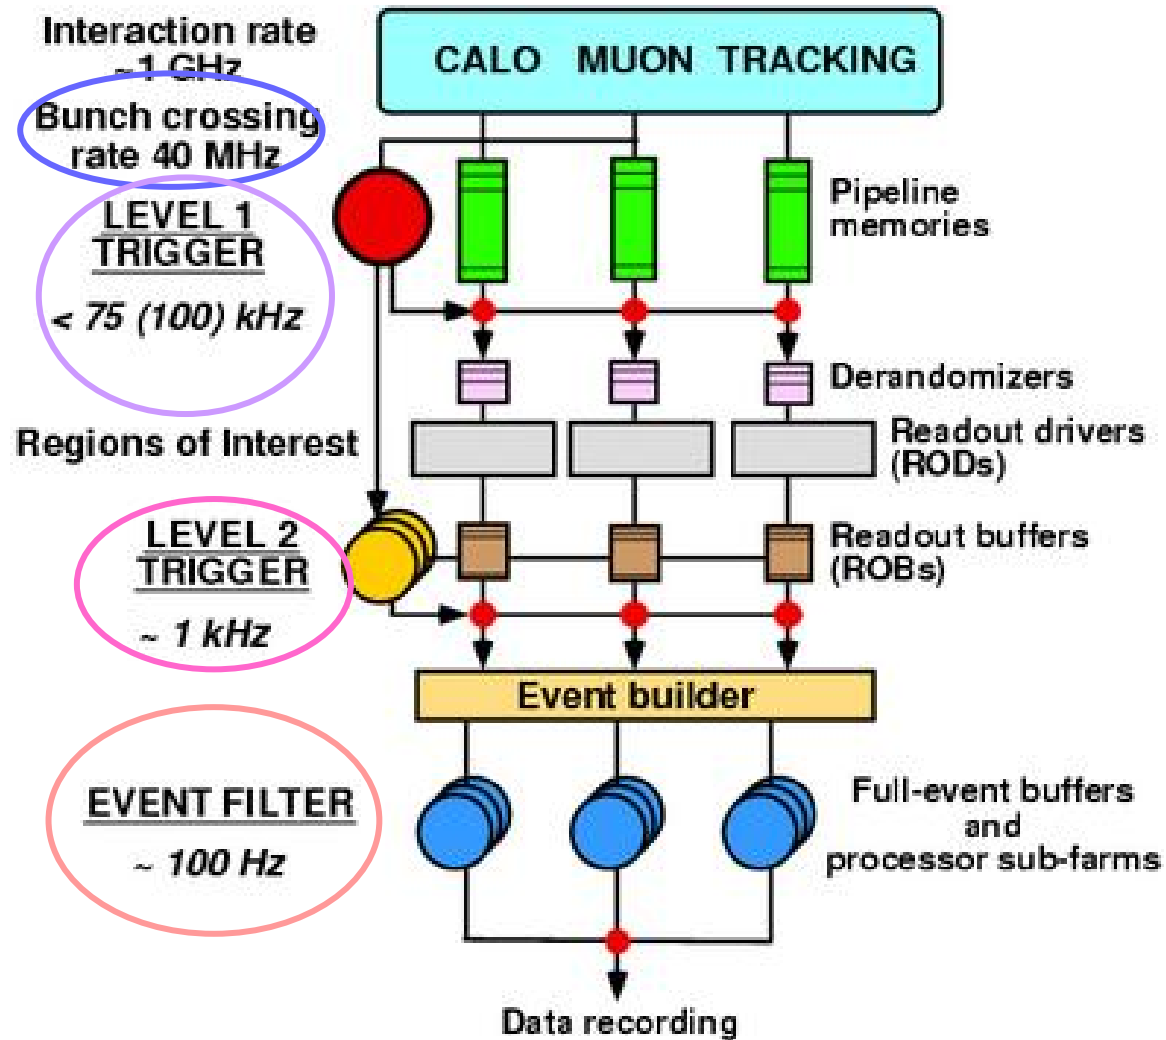 Interaction rate
~1 GHz
Bunch crossing
rate 40 MHz
CALO MUON TRACKING
LEVEL 1
TRIGGER
< 75 (100) kHz
Pipeline
memories
Derandomizers
Regions of Interest
Readout drivers
(RODs)
LEVEL 2
TRIGGER
~ 1 kHz
Readout buffers
(ROBs)
Event builder
EVENT FILTER
~ 100 Hz
Full-event buffers
and
processor sub-farms
Data recording